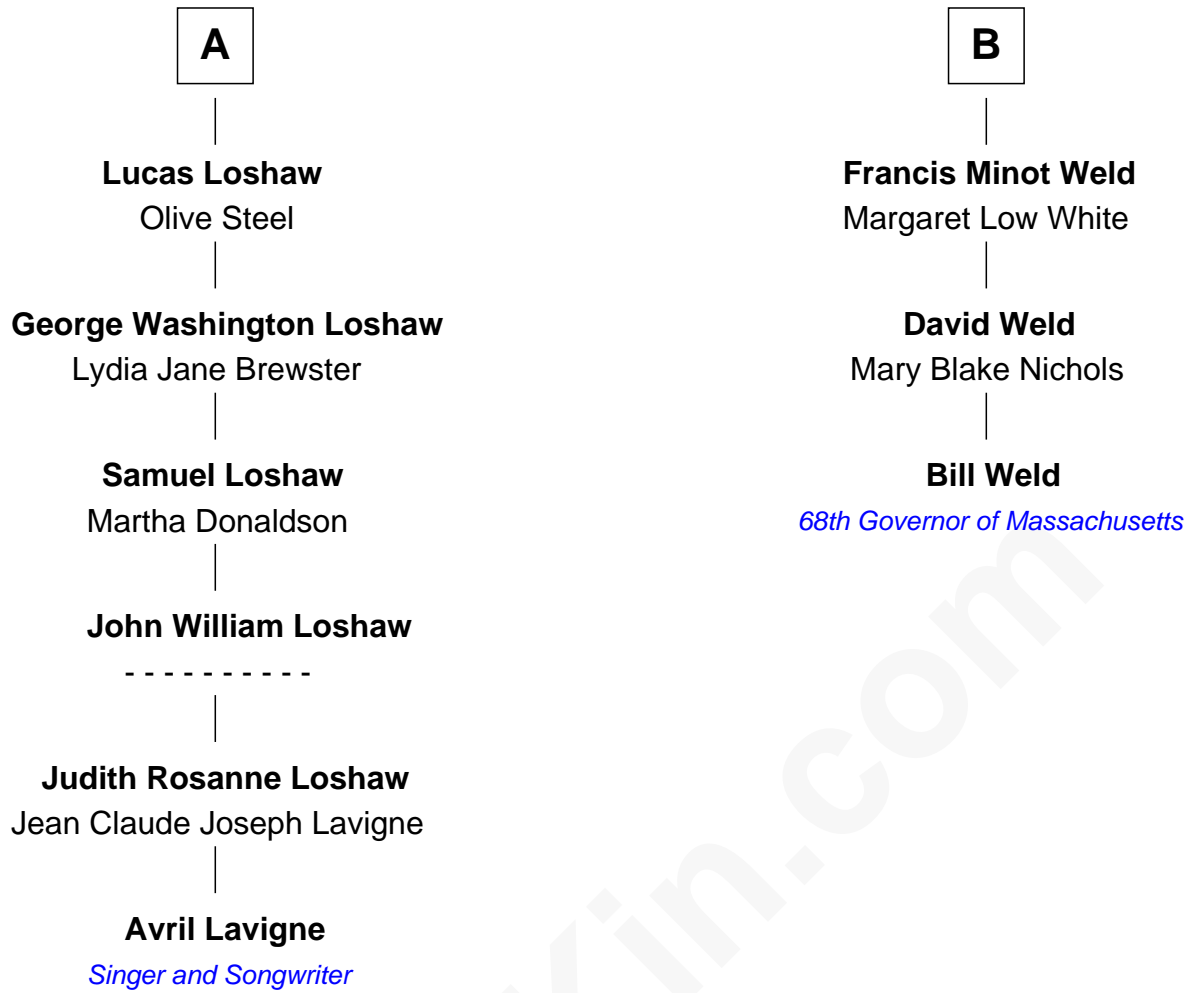 A
Lucas Loshaw
Olive Steel
George Washington Loshaw
Lydia Jane Brewster
Samuel Loshaw
Martha Donaldson
John William Loshaw
- - - - - - - - - -
Judith Rosanne Loshaw
Jean Claude Joseph Lavigne
Avril Lavigne
Singer and Songwriter
B
Francis Minot Weld
Margaret Low White
David Weld
Mary Blake Nichols
Bill Weld
68th Governor of Massachusetts
kin.com